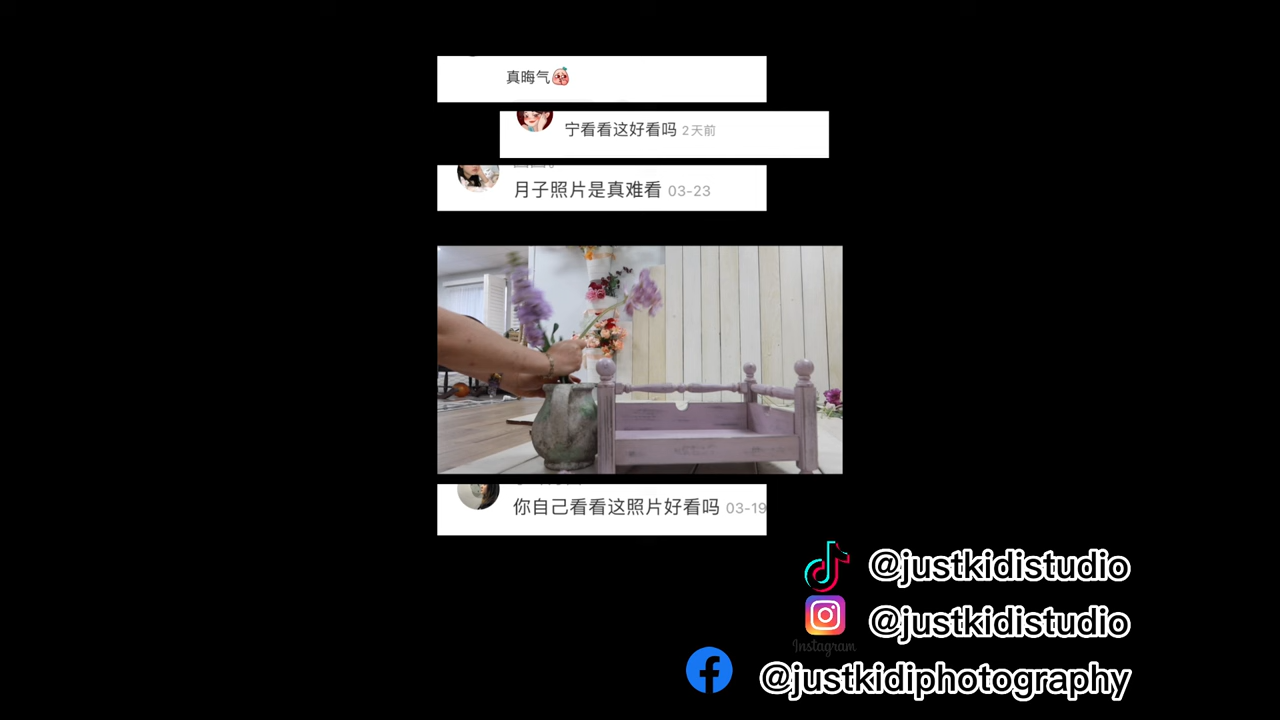 真晦气
宁看看这好看吗 2天前
月子照片是真难看 03-23
你自己看看这照片好看吗 03-19
@justkidistudio
@justkidistudio
Instagram
@justkidiphotography